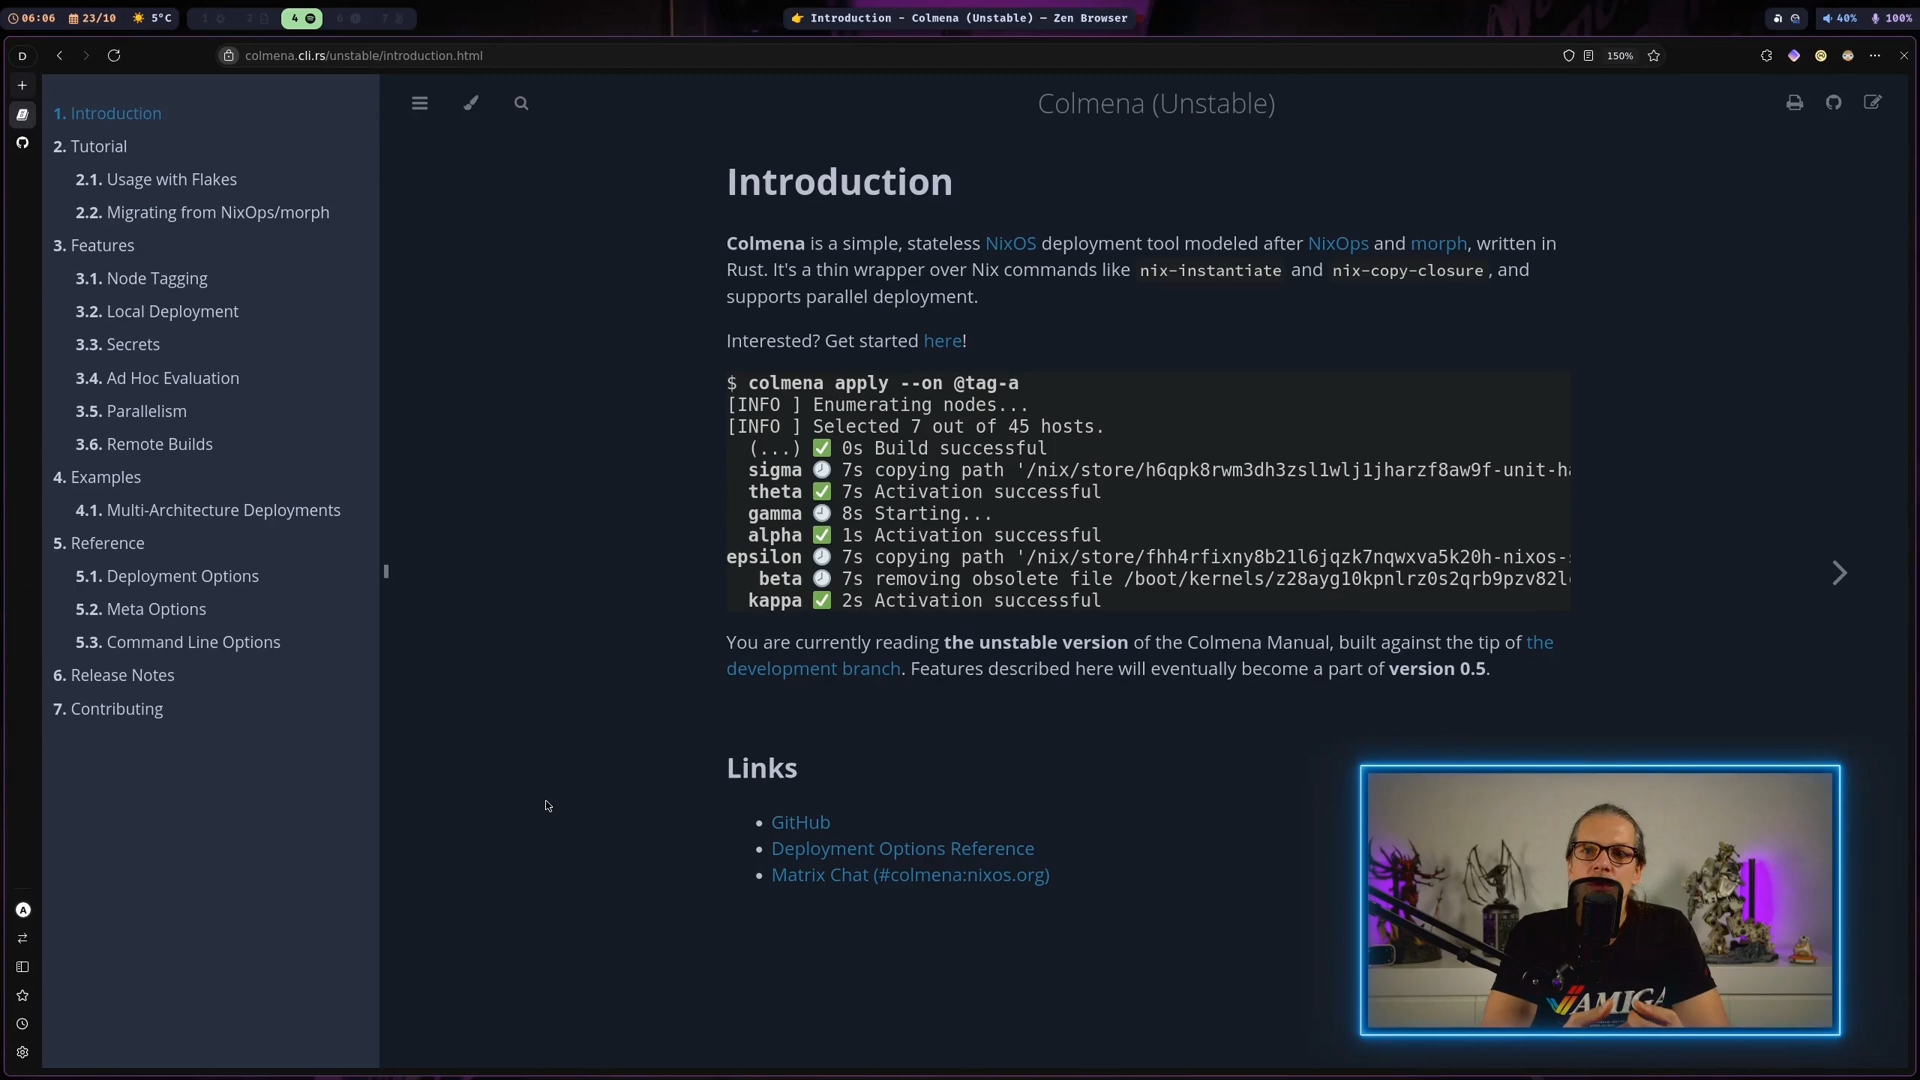 06:06 23/10 5°C
1 2 4 6 7
👉 Introduction - Colmena (Unstable) — Zen Browser
40% 100%
D
colmena.cli.rs/unstable/introduction.html
150%
1. Introduction
2. Tutorial
2.1. Usage with Flakes
2.2. Migrating from NixOps/morph
3. Features
3.1. Node Tagging
3.2. Local Deployment
3.3. Secrets
3.4. Ad Hoc Evaluation
3.5. Parallelism
3.6. Remote Builds
4. Examples
4.1. Multi-Architecture Deployments
5. Reference
5.1. Deployment Options
5.2. Meta Options
5.3. Command Line Options
6. Release Notes
7. Contributing
A
Colmena (Unstable)
Introduction
Colmena is a simple, stateless NixOS deployment tool modeled after NixOps and morph, written in
Rust. It's a thin wrapper over Nix commands like nix-instantiate and nix-copy-closure, and
supports parallel deployment.
Interested? Get started here!
$ colmena apply --on @tag-a
[INFO ] Enumerating nodes...
[INFO ] Selected 7 out of 45 hosts.
(...) ✅ 0s Build successful
sigma 🕗 7s copying path '/nix/store/h6qpk8rwm3dh3zsl1wlj1jharzf8aw9f-unit-ha
theta ✅ 7s Activation successful
gamma 🕗 8s Starting...
alpha ✅ 1s Activation successful
epsilon 🕗 7s copying path '/nix/store/fhh4rfixny8b21l6jqzk7nqwxva5k20h-nixos-s
beta 🕗 7s removing obsolete file /boot/kernels/z28ayg10kpnlrz0s2qrb9pzv82l
kappa ✅ 2s Activation successful
You are currently reading the unstable version of the Colmena Manual, built against the tip of the
development branch. Features described here will eventually become a part of version 0.5.
Links
• GitHub
• Deployment Options Reference
• Matrix Chat (#colmena:nixos.org)
AMIGA